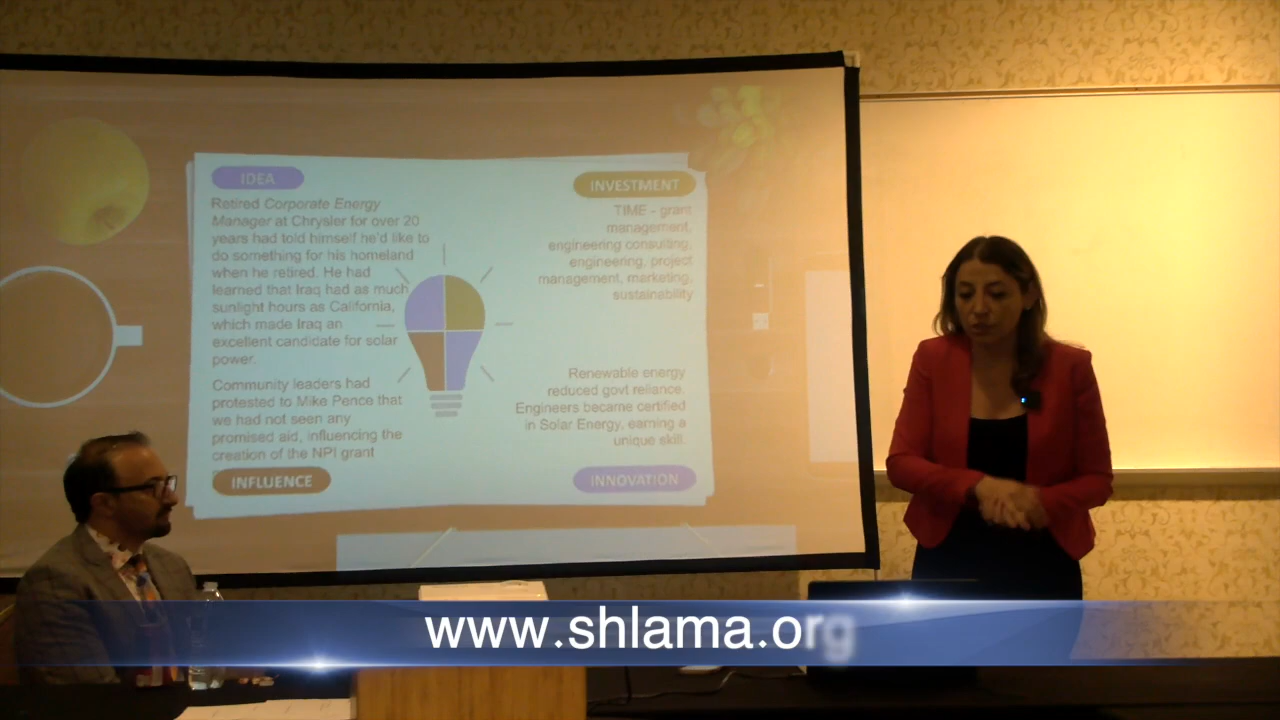 IDEA
Retired Corporate Energy
Manager at Chrysler for over 20
years had told himself he'd like to
do something for his homeland
when he retired. He had
learned that Iraq had as much
sunlight hours as California,
which made Iraq an
excellent candidate for solar
power.
Community leaders had
protested to Mike Pence that
we had not seen any
promised aid, influencing the
creation of the NPI grant
INFLUENCE
INVESTMENT
TIME - grant
management,
engineering consulting,
engineering, project
management, marketing,
sustainability
Renewable energy
reduced govt reliance.
Engineers became certified
in Solar Energy, earning a
unique skill.
INNOVATION
www.shlama.org